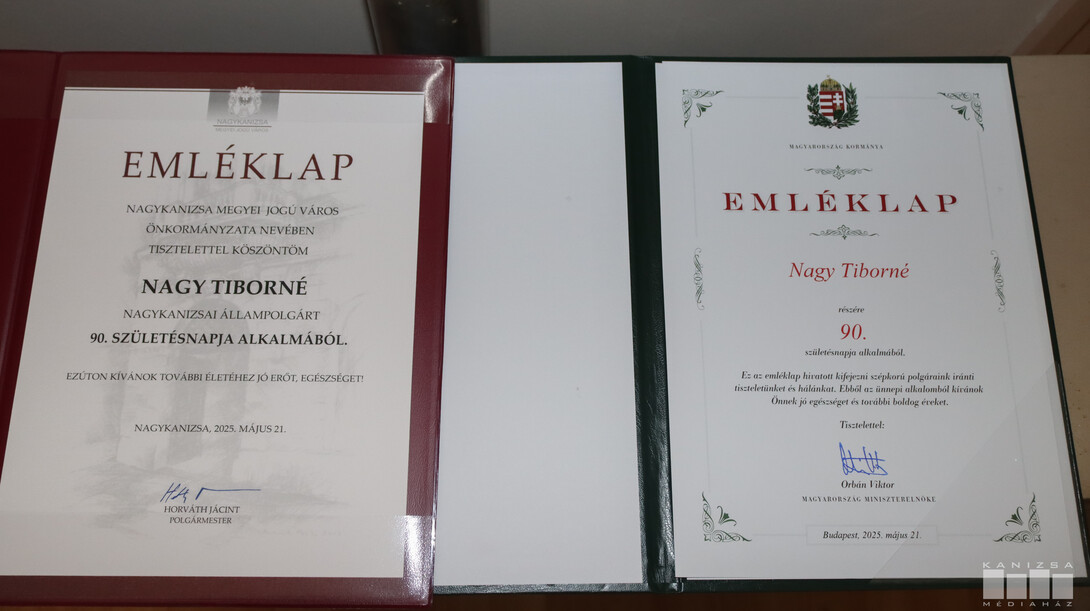 NAGYKANIZSA
MEGYEI JOGÚ VÁROS
EMLÉKLAP
NAGYKANIZSA MEGYEI JOGÚ VÁROS
ÖNKORMÁNYZATA NEVÉBEN
TISZTELETTEL KÖSZÖNTÖM
NAGY TIBORNÉ
NAGYKANIZSAI ÁLLAMPOLGÁRT
90. SZÜLETÉSNAPJA ALKALMÁBÓL.
EZÚTON KÍVÁNOK TOVÁBBI ÉLETÉHEZ JÓ ERŐT, EGÉSZSÉGET!
NAGYKANIZSA, 2025. MÁJUS 21.
HORVÁTH JÁCINT
POLGÁRMESTER
MAGYARORSZÁG KORMÁNYA
EMLÉKLAP
Nagy Tiborné
részére
90.
születésnapja alkalmából.
Ez az emléklap hivatott kifejezni szépkorú polgáraink iránti
tiszteletünket és hálánkat. Ebből az ünnepi alkalomból kívánok
Önnek jó egészséget és további boldog éveket.
Tisztelettel:
Orbán Viktor
MAGYARORSZÁG MINISZTERELNÖKE
Budapest, 2025. május 21.
KANIZSA
MÉDIAHÁZ